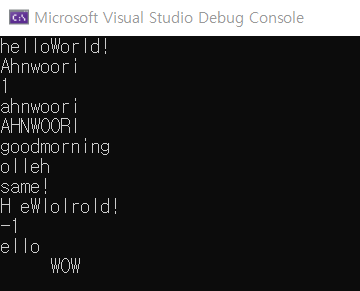 Microsoft Visual Studio Debug Console
helloWorld!
Ahnwoori
1
ahnwoori
AHNWOORI
goodmorning
olleh
same!
H eWlolrold!
-1
ello
     WOW